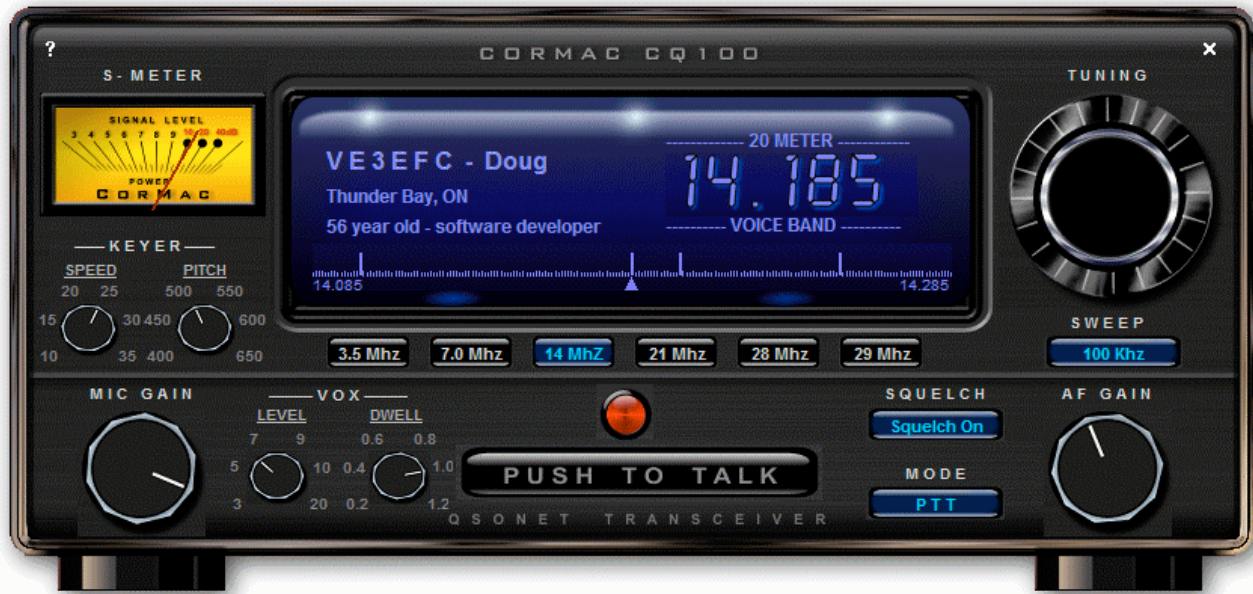 ?
CORMAC CQ100
X
S-METER
SIGNAL LEVEL
3 4 5 6 7 8 9 10 20 40dB
POWER
CORMAC
VE3EFC - Doug
Thunder Bay, ON
56 year old - software developer
------------ 20 METER ------------
14.185
---------- VOICE BAND ----------
14.085
14.285
TUNING
KEYER
SPEED
20 25
15 30
10 35
PITCH
500 550
450 600
400 650
3.5 Mhz
7.0 Mhz
14 MhZ
21 Mhz
28 Mhz
29 Mhz
SWEEP
100 Khz
MIC GAIN
VOX
LEVEL
7 9
5 10
3 20
DWELL
0.6 0.8
0.4 1.0
0.2 1.2
PUSH TO TALK
QSONET TRANSCEIVER
SQUELCH
Squelch On
MODE
PTT
AF GAIN